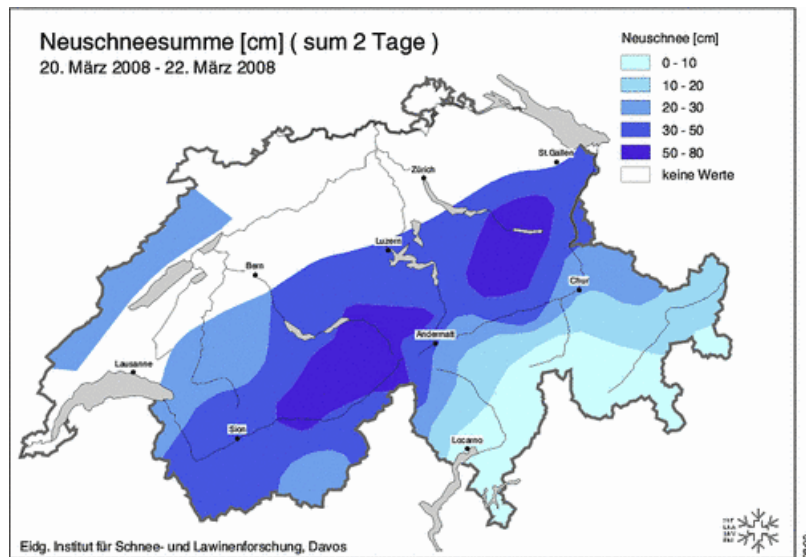 Neuschneesumme [cm] ( sum 2 Tage )
20. März 2008 - 22. März 2008
Neuschnee [cm]
0 - 10
10 - 20
20 - 30
30 - 50
50 - 80
keine Werte
St.Gallen
Zürich
Luzern
Bern
Chur
Andermatt
Lausanne
Sion
Locarno
Eidg. Institut für Schnee- und Lawinenforschung, Davos